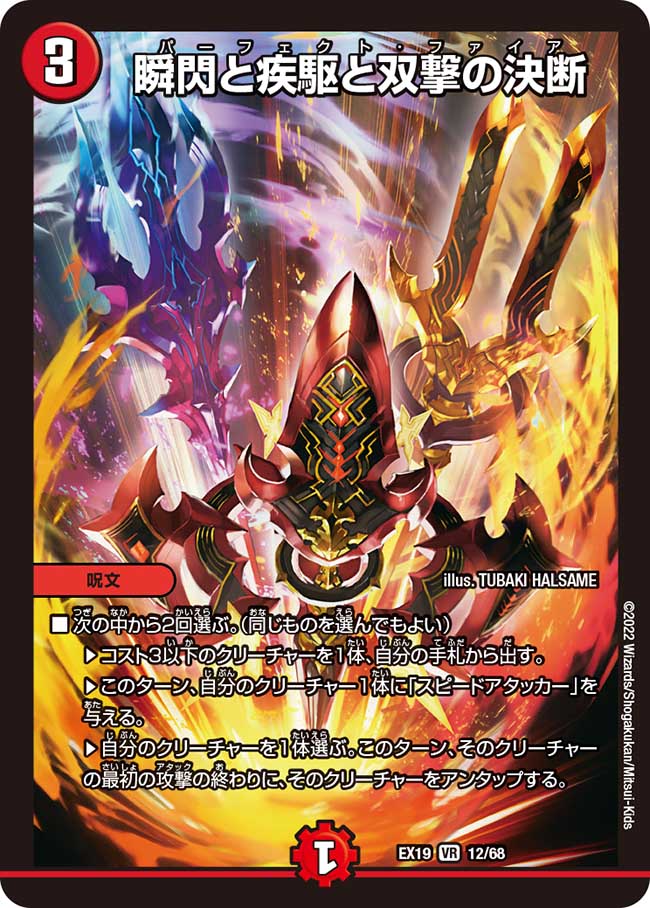 3
パーフェクト・ファイア
瞬閃と疾駆と双撃の決断
呪文
illus. TUBAKI HALSAME
■次の中から2回選ぶ。(同じものを選んでもよい)
▶コスト3以下のクリーチャーを1体、自分の手札から出す。
▶このターン、自分のクリーチャー1体に「スピードアタッカー」を
与える。
▶自分のクリーチャーを1体選ぶ。このターン、そのクリーチャー
の最初の攻撃の終わりに、そのクリーチャーをアンタップする。
©2022 Wizards/Shogakukan/Mitsui-Kids
1
EX19 VR 12/68